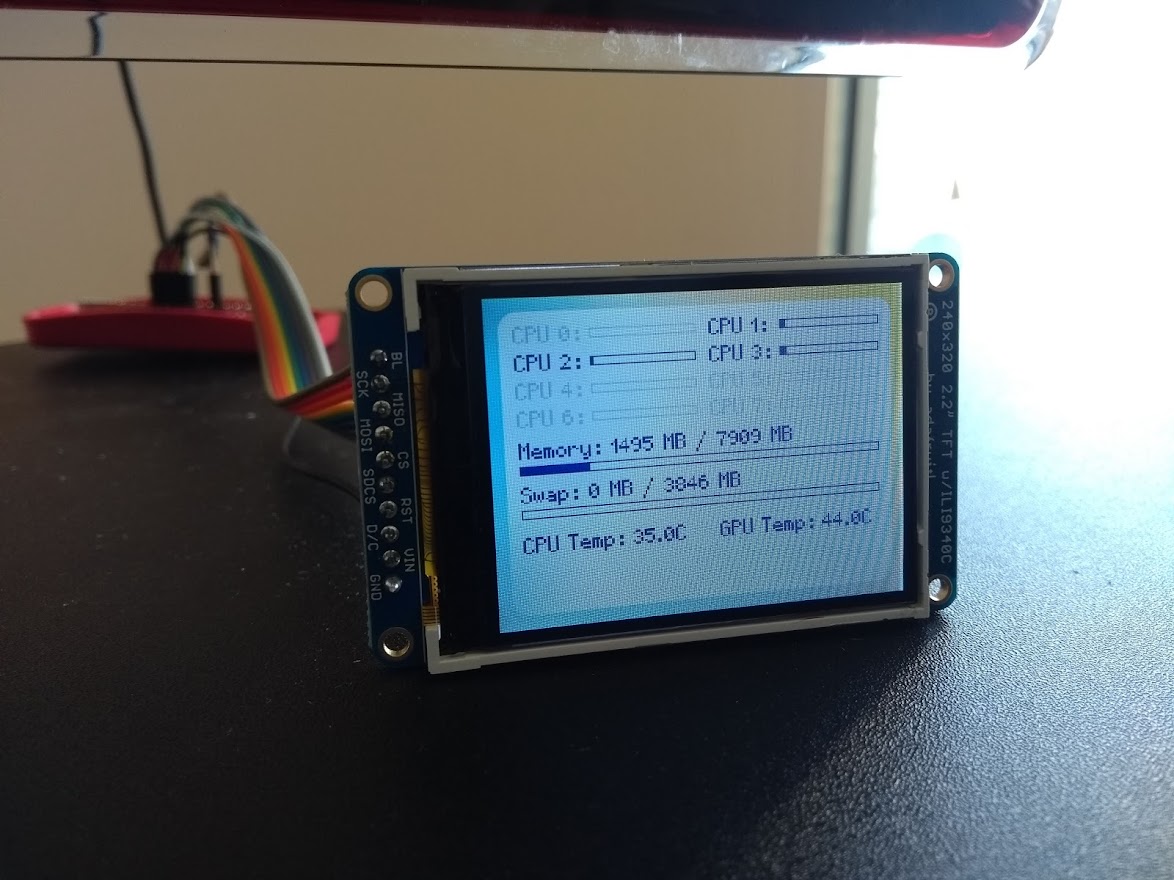 CPU 0: CPU 1:
CPU 2: CPU 3:
CPU 4:
CPU 6:
Memory: 1495 MB / 7909 MB
Swap: 0 MB / 3846 MB
CPU Temp: 35.0C GPU Temp: 44.0C
BL
SCK
MISO
MOSI
CS
SDCS
RST
D/C
VIN
GND
240x320 2.2" TFT w/ILI9340C